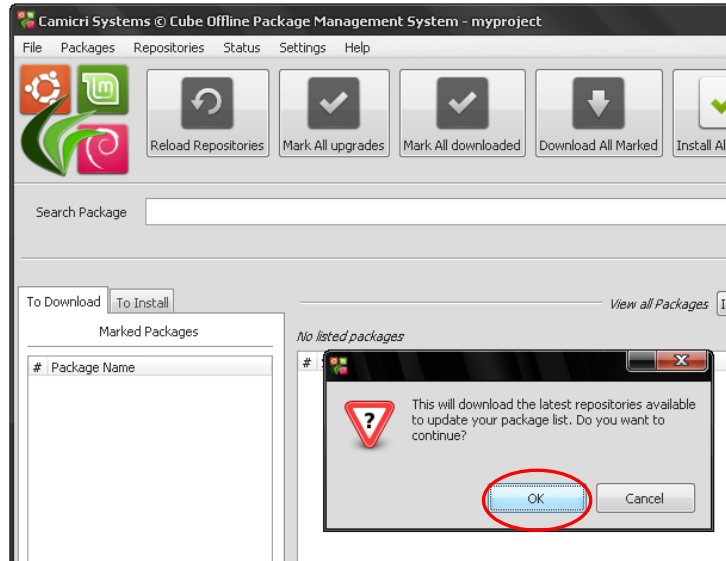 Camicri Systems © Cube Offline Package Management System - myproject
File Packages Repositories Status Settings Help
Reload Repositories Mark All upgrades Mark All downloaded Download All Marked Install Al
Search Package
To Download To Install
View all Packages
Marked Packages
No listed packages
# Package Name
#
This will download the latest repositories available
to update your package list. Do you want to
continue?
?
OK Cancel